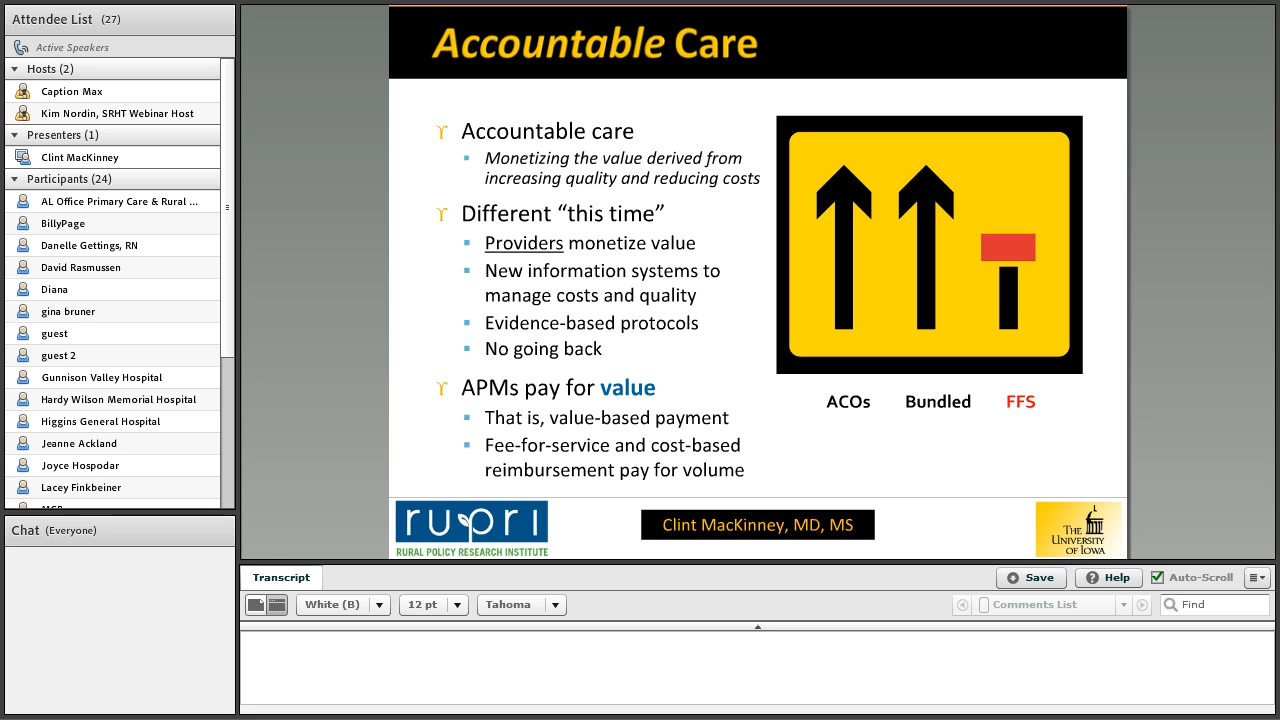 Attendee List (27)
Active Speakers
Hosts (2)
Caption Max
Kim Nordin, SRHT Webinar Host
Presenters (1)
Clint MacKinney
Participants (24)
AL Office Primary Care & Rural ...
BillyPage
Danelle Gettings, RN
David Rasmussen
Diana
gina bruner
guest
guest 2
Gunnison Valley Hospital
Hardy Wilson Memorial Hospital
Higgins General Hospital
Jeanne Ackland
Joyce Hospodar
Lacey Finkbeiner
Chat (Everyone)
Accountable Care
Accountable care
Monetizing the value derived from
increasing quality and reducing costs
Different “this time”
Providers monetize value
New information systems to
manage costs and quality
Evidence-based protocols
No going back
APMs pay for value
That is, value-based payment
Fee-for-service and cost-based
reimbursement pay for volume
ACOs Bundled FFS
rupri
RURAL POLICY RESEARCH INSTITUTE
Clint MacKinney, MD, MS
THE
UNIVERSITY
OF IOWA
Transcript
Save Help Auto-Scroll
White (B) 12 pt Tahoma Comments List Find